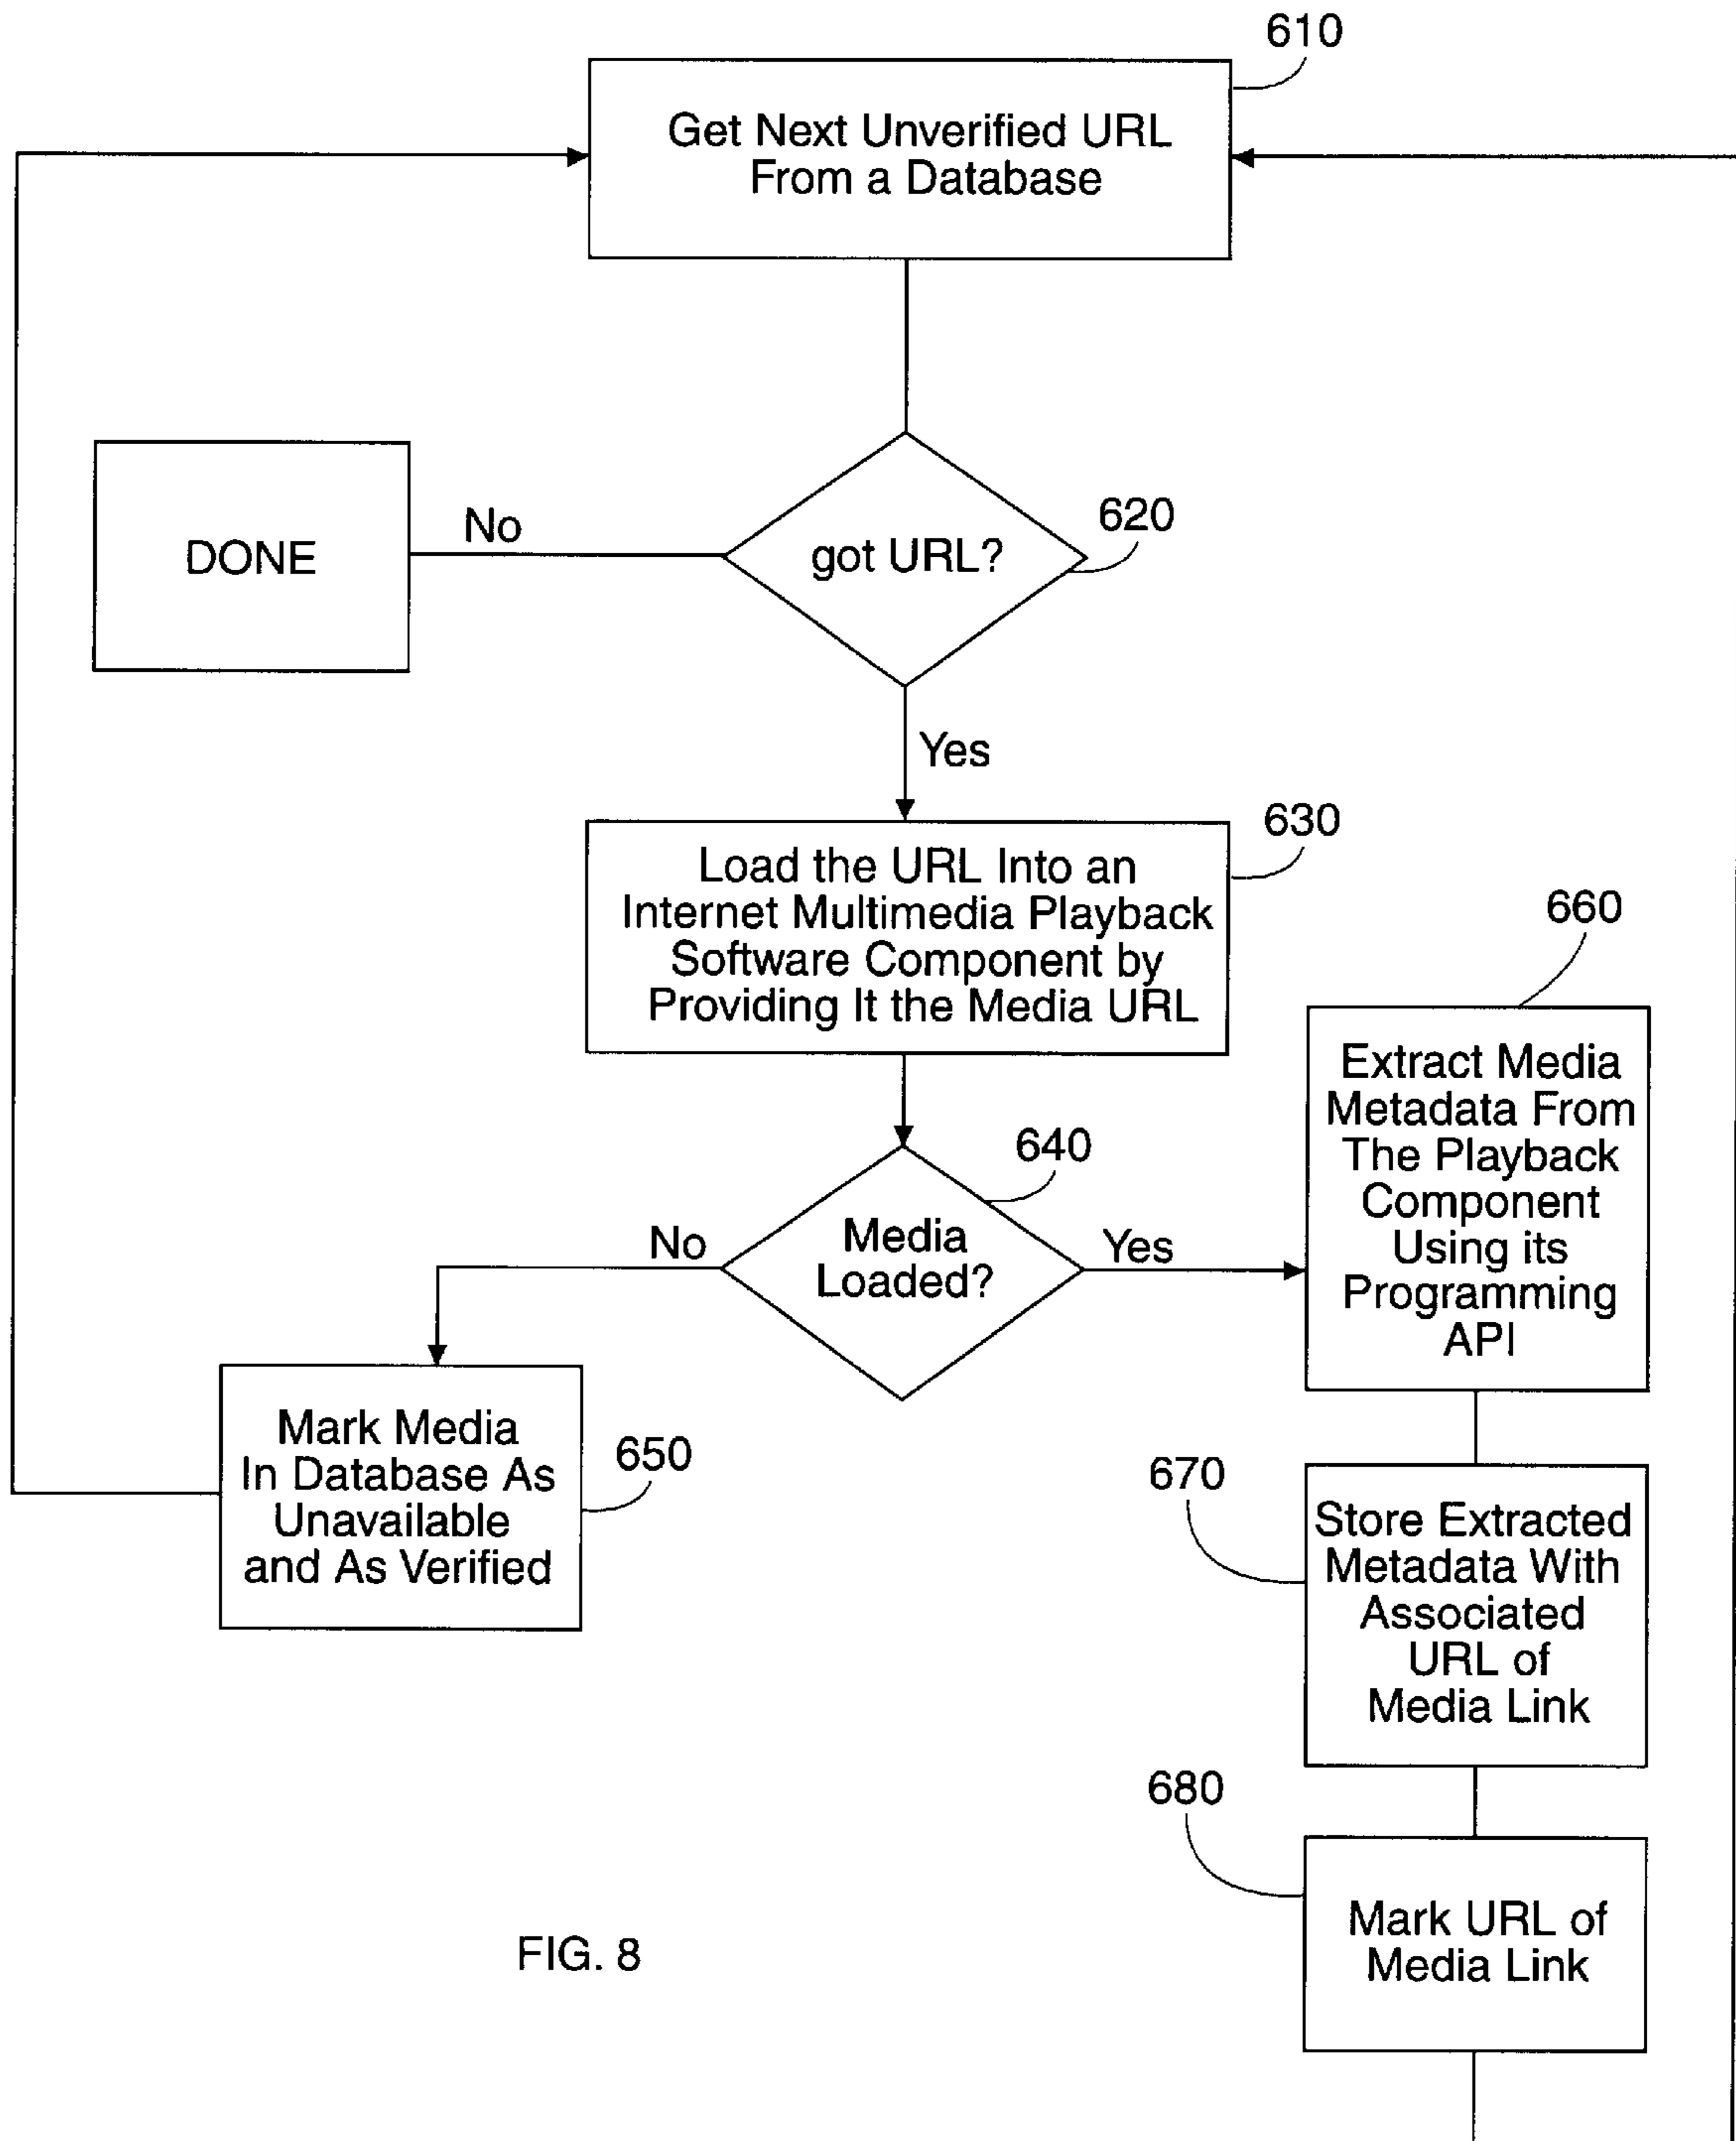 610
Get Next Unverified URL
From a Database
620
got URL?
No
DONE
Yes
630
Load the URL Into an
Internet Multimedia Playback
Software Component by
Providing It the Media URL
640
Media
Loaded?
No
Yes
650
Mark Media
In Database As
Unavailable
and As Verified
660
Extract Media
Metadata From
The Playback
Component
Using its
Programming
API
670
Store Extracted
Metadata With
Associated
URL of
Media Link
680
Mark URL of
Media Link
FIG. 8